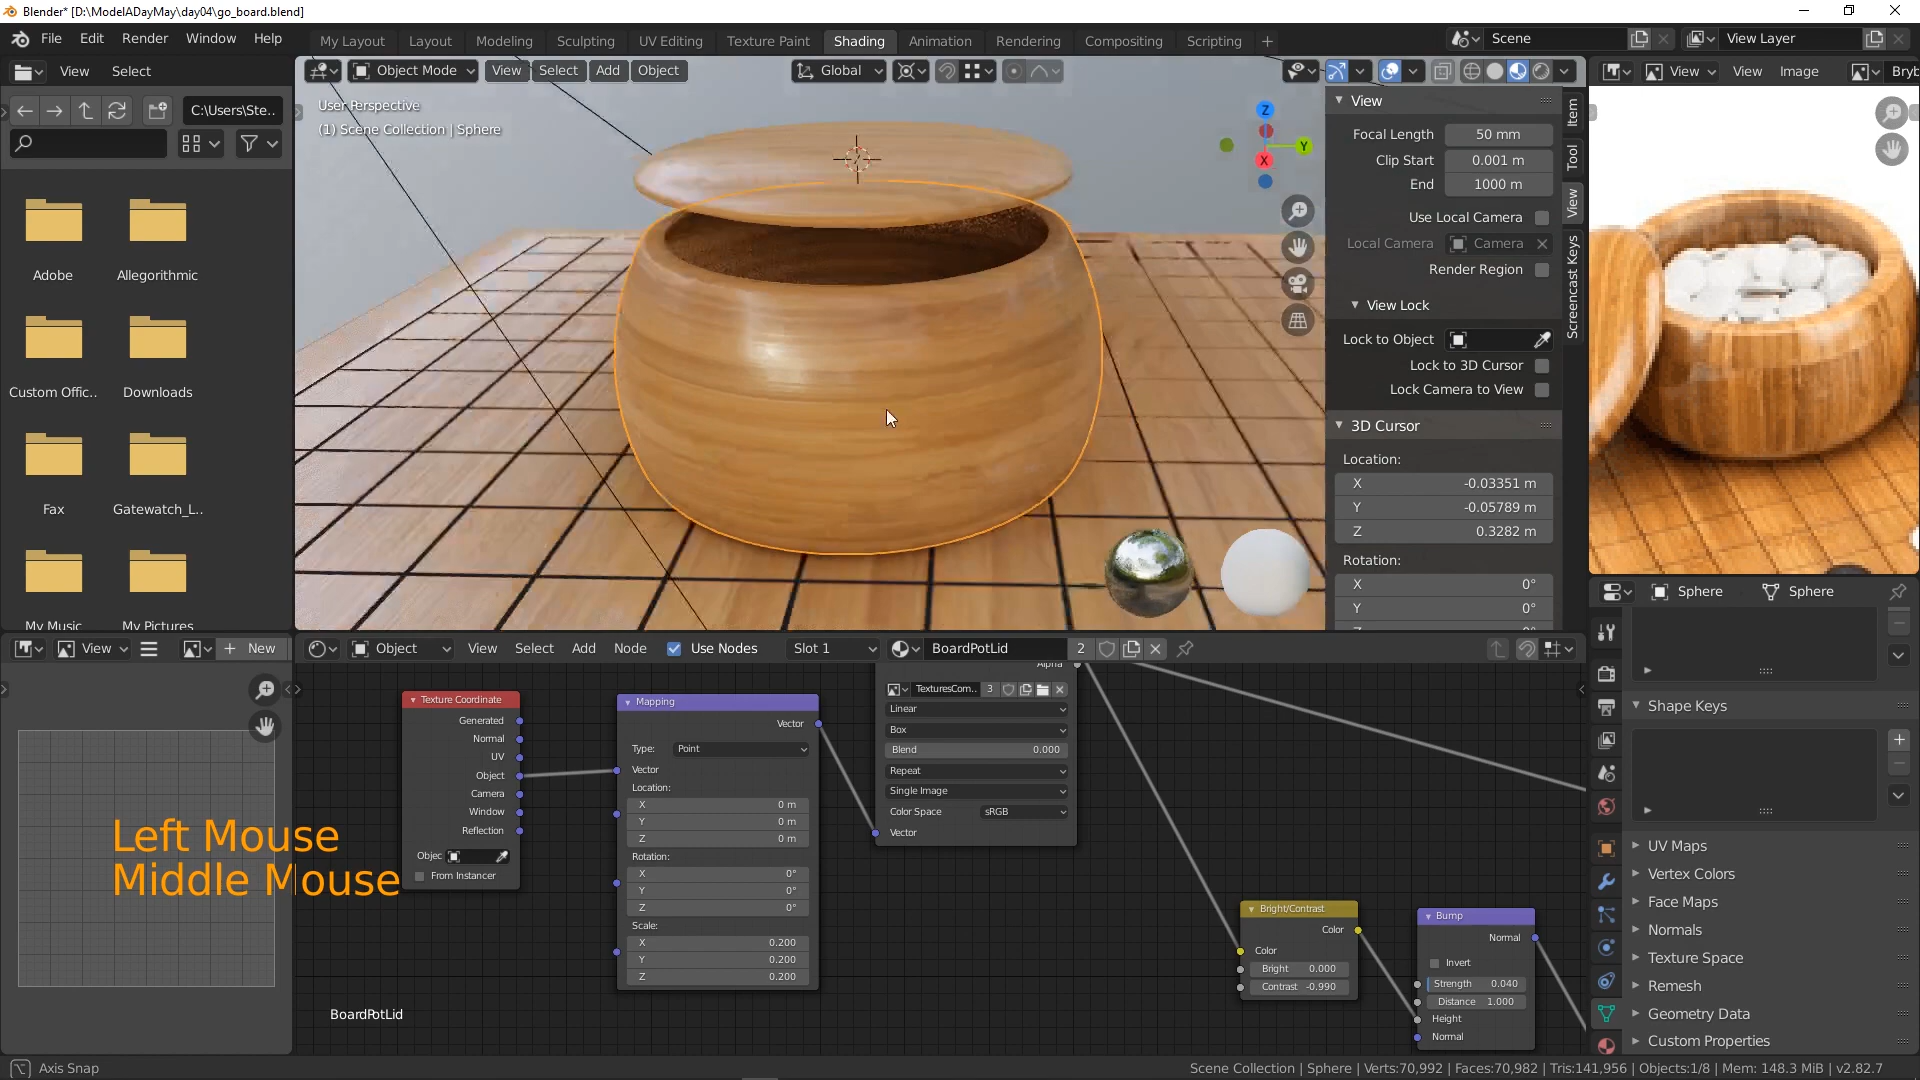 Blender* [D:\ModelADayMay\day04\go_board.blend]
File Edit Render Window Help
My Layout Layout Modeling Sculpting UV Editing Texture Paint Shading Animation Rendering Compositing Scripting +
Scene
View Layer
View Select
Object Mode View Select Add Object
Global
View View Image Bryb
C:\Users\Ste..
User Perspective
(1) Scene Collection | Sphere
Z
Y
X
View
Focal Length 50 mm
Clip Start 0.001 m
End 1000 m
Use Local Camera
Local Camera Camera
Render Region
View Lock
Lock to Object
Lock to 3D Cursor
Lock Camera to View
3D Cursor
Location:
X -0.03351 m
Y -0.05789 m
Z 0.3282 m
Rotation:
X 0°
Y 0°
Item
Tool
View
Screencast Keys
Adobe
Allegorithmic
Custom Offic..
Downloads
Fax
Gatewatch_L..
My Music
My Pictures
Sphere Sphere
View New
Object View Select Add Node Use Nodes Slot 1 BoardPotLid 2
Texture Coordinate
Generated
Normal
UV
Object
Camera
Window
Reflection
Objec
From Instancer
Mapping
Vector
Type: Point
Vector
Location:
X 0 m
Y 0 m
Z 0 m
Rotation:
X 0°
Y 0°
Z 0°
Scale:
X 0.200
Y 0.200
Z 0.200
Alpha
TexturesCom.. 3
Linear
Box
Blend 0.000
Repeat
Single Image
Color Space sRGB
Vector
Bright/Contrast
Color
Color
Bright 0.000
Contrast -0.990
Bump
Normal
Invert
Strength 0.040
Distance 1.000
Height
Normal
Left Mouse
Middle Mouse
BoardPotLid
Shape Keys
UV Maps
Vertex Colors
Face Maps
Normals
Texture Space
Remesh
Geometry Data
Custom Properties
Axis Snap
Scene Collection | Sphere | Verts:70,992 | Faces:70,982 | Tris:141,956 | Objects:1/8 | Mem: 148.3 MiB | v2.82.7